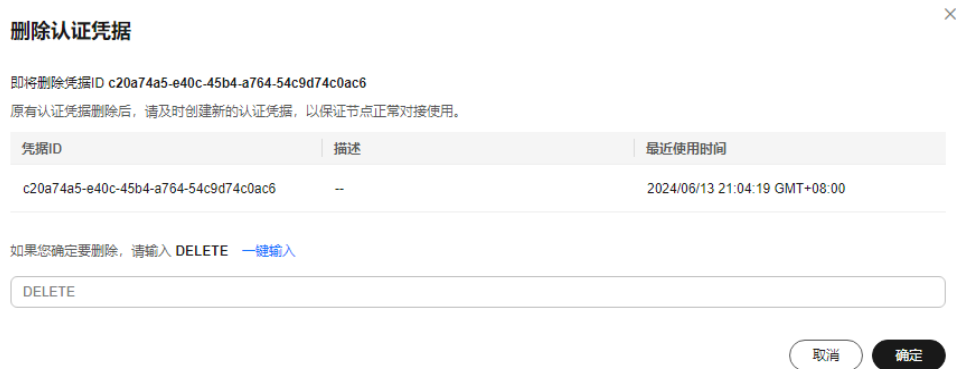 删除认证凭据
即将删除凭据ID c20a74a5-e40c-45b4-a764-54c9d74c0ac6
原有认证凭据删除后，请及时创建新的认证凭据，以保证节点正常对接使用。
凭据ID 描述 最近使用时间
c20a74a5-e40c-45b4-a764-54c9d74c0ac6 -- 2024/06/13 21:04:19 GMT+08:00
如果您确定要删除，请输入 DELETE 一键输入
DELETE
取消 确定